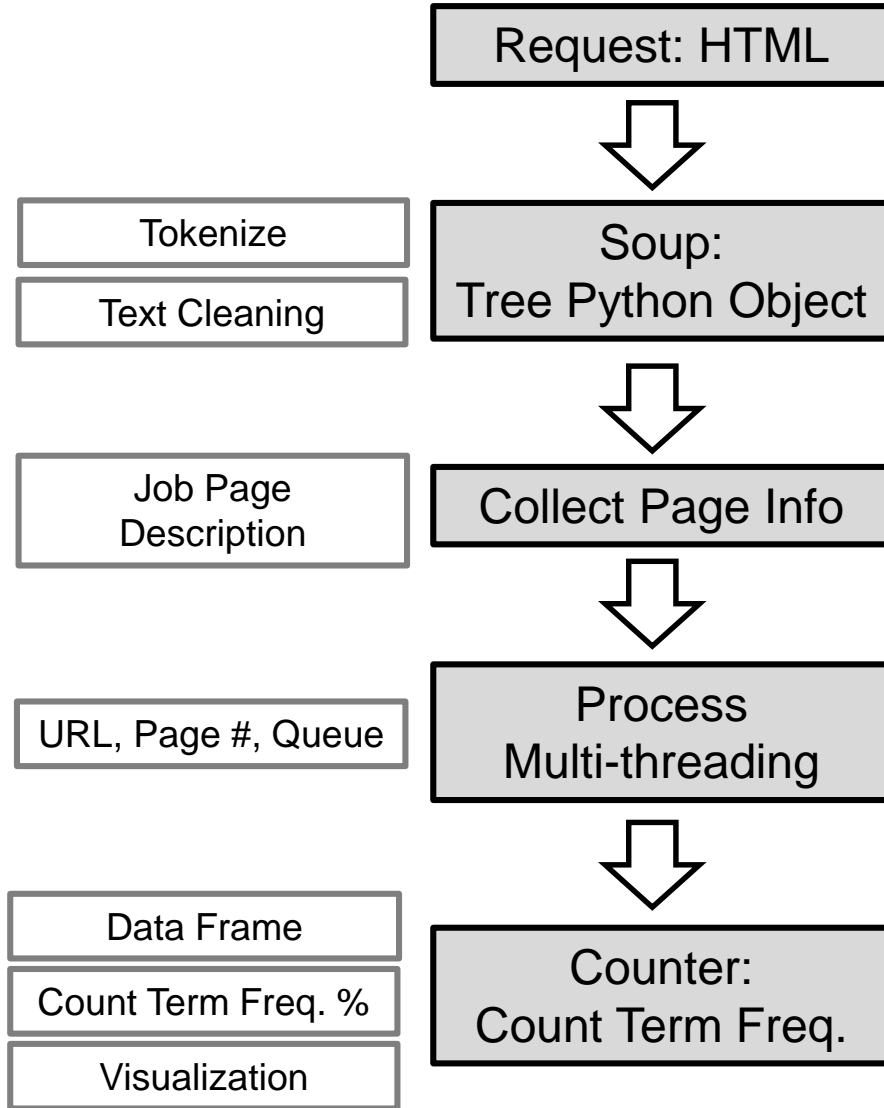 Request: HTML
Tokenize
Text Cleaning
Soup:
Tree Python Object
Job Page
Description
Collect Page Info
URL, Page #, Queue
Process
Multi-threading
Data Frame
Count Term Freq. %
Visualization
Counter:
Count Term Freq.